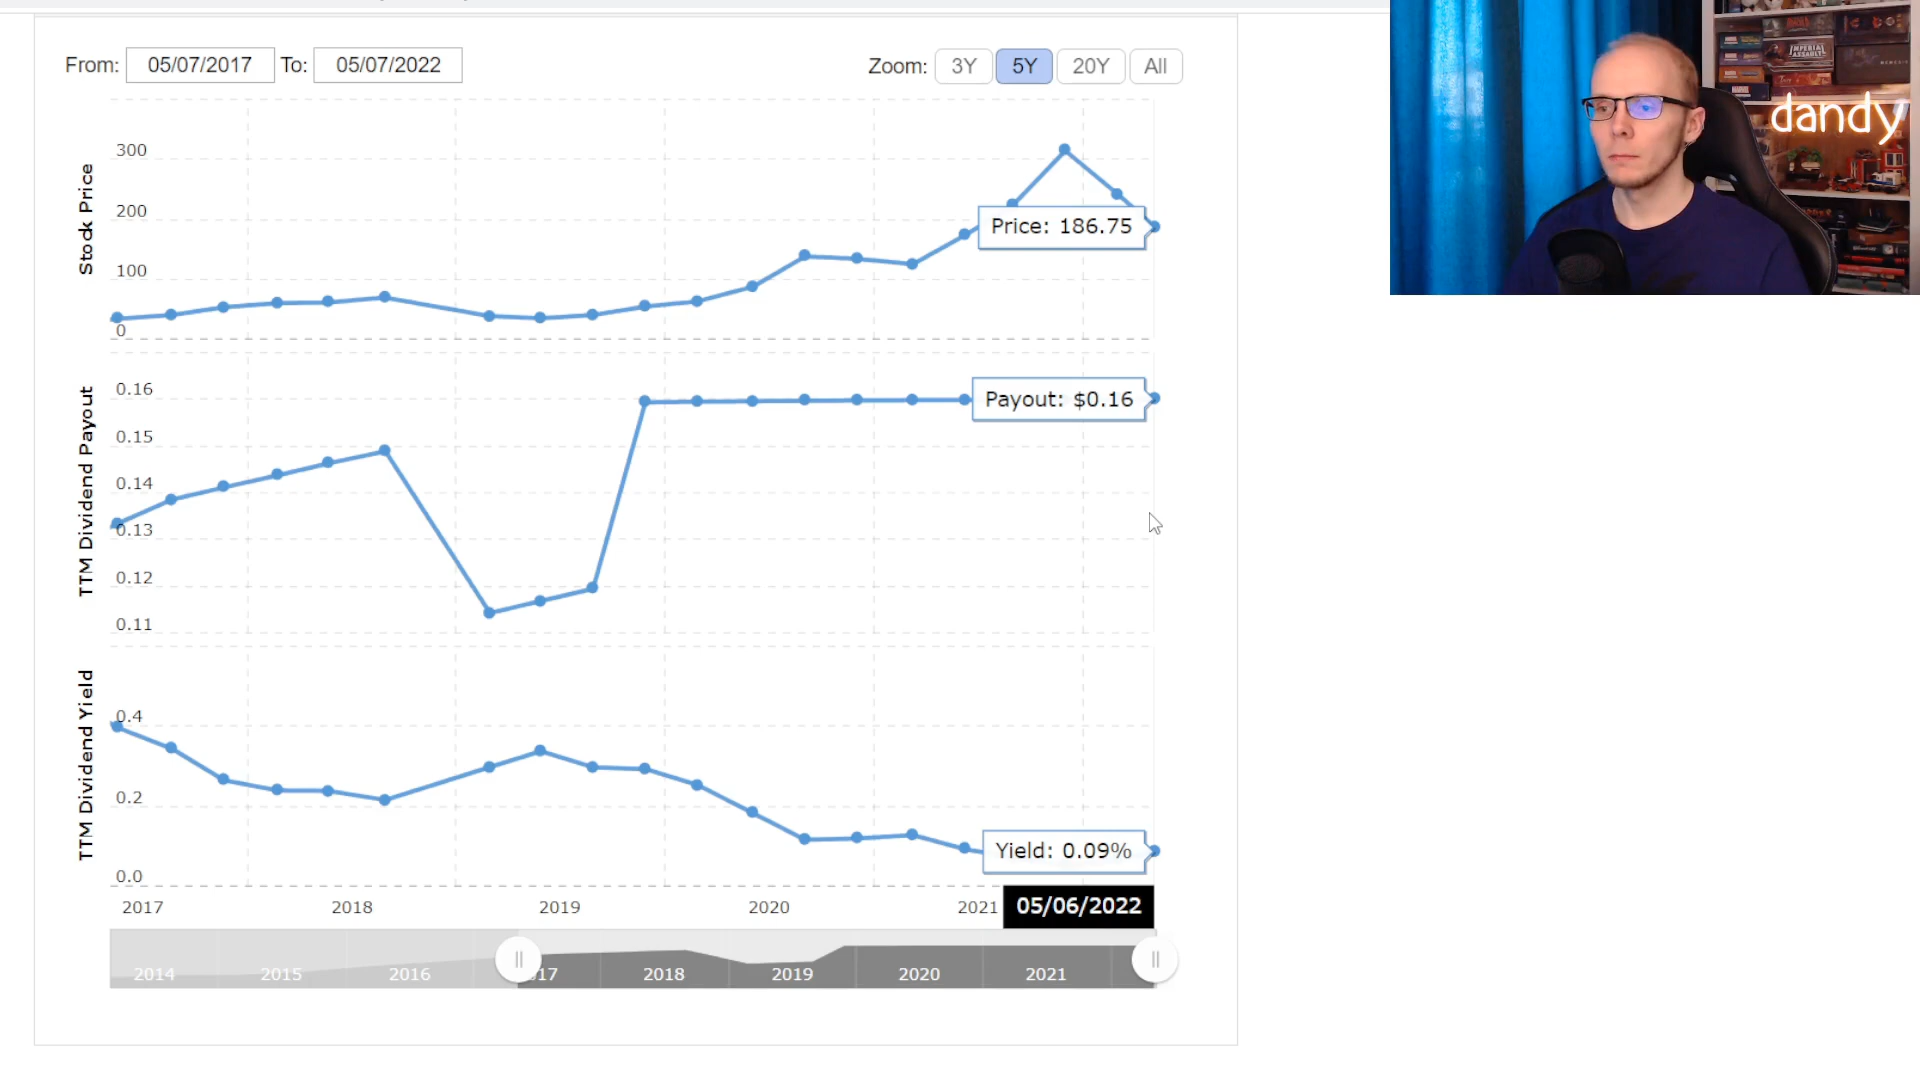 From: 05/07/2017 To: 05/07/2022
Zoom: 3Y 5Y 20Y All
Stock Price
300
200
100
0
Price: 186.75
TTM Dividend Payout
0.16
0.15
0.14
0.13
0.12
0.11
Payout: $0.16
TTM Dividend Yield
0.4
0.2
0.0
Yield: 0.09%
2017 2018 2019 2020 2021 05/06/2022
2014 2015 2016 17 2018 2019 2020 2021
dandy
IMPERIAL
ASSAULT